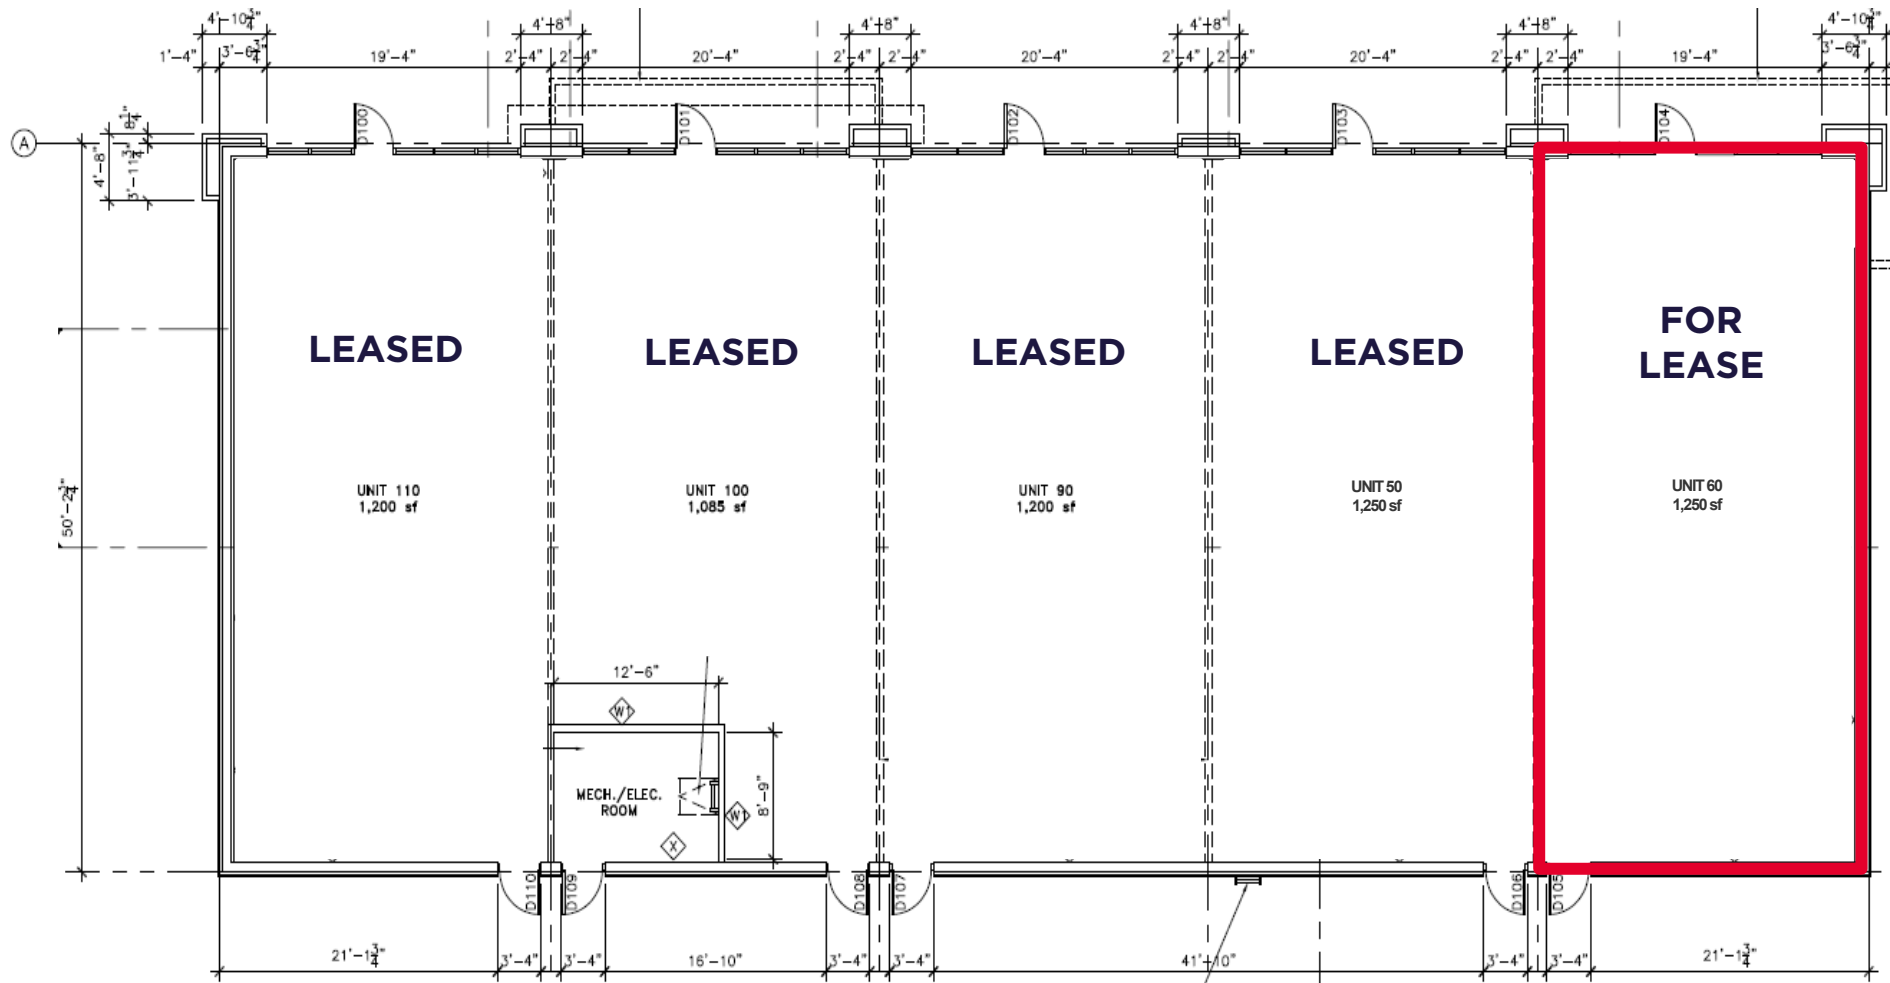 4'-10¾" 4'-8" 4'-8" 4'-8" 4'-8" 4'-10¾"
1'-4" 3'-6¾" 19'-4" 2'-4" 2'-4" 20'-4" 2'-4" 2'-4" 20'-4" 2'-4" 2'-4" 20'-4" 2'-4" 2'-4" 19'-4" 3'-6¾"
8¼"
D100 D101 D102 D103 D104
A
4'-8"
3'-11¾"
LEASED
LEASED
LEASED
LEASED
FOR
LEASE
50'-2¾"
UNIT 110
1,200 sf
UNIT 100
1,085 sf
UNIT 90
1,200 sf
UNIT 50
1,250 sf
UNIT 60
1,250 sf
12'-6"
W1
MECH./ELEC.
ROOM
8'-9"
W1
X
D110 D109 D108 D107 D106 D105
21'-1¾" 3'-4" 3'-4" 16'-10" 3'-4" 3'-4" 41'-10" 3'-4" 3'-4" 21'-1¾"